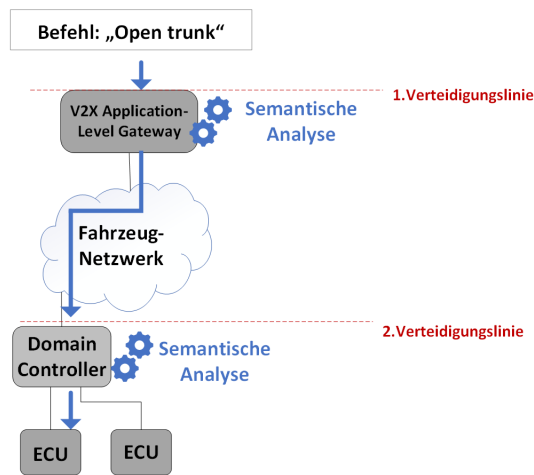 Befehl: „Open trunk“
1.Verteidigungslinie
V2X Application-
Level Gateway
Semantische
Analyse
Fahrzeug-
Netzwerk
2.Verteidigungslinie
Domain
Controller
Semantische
Analyse
ECU
ECU